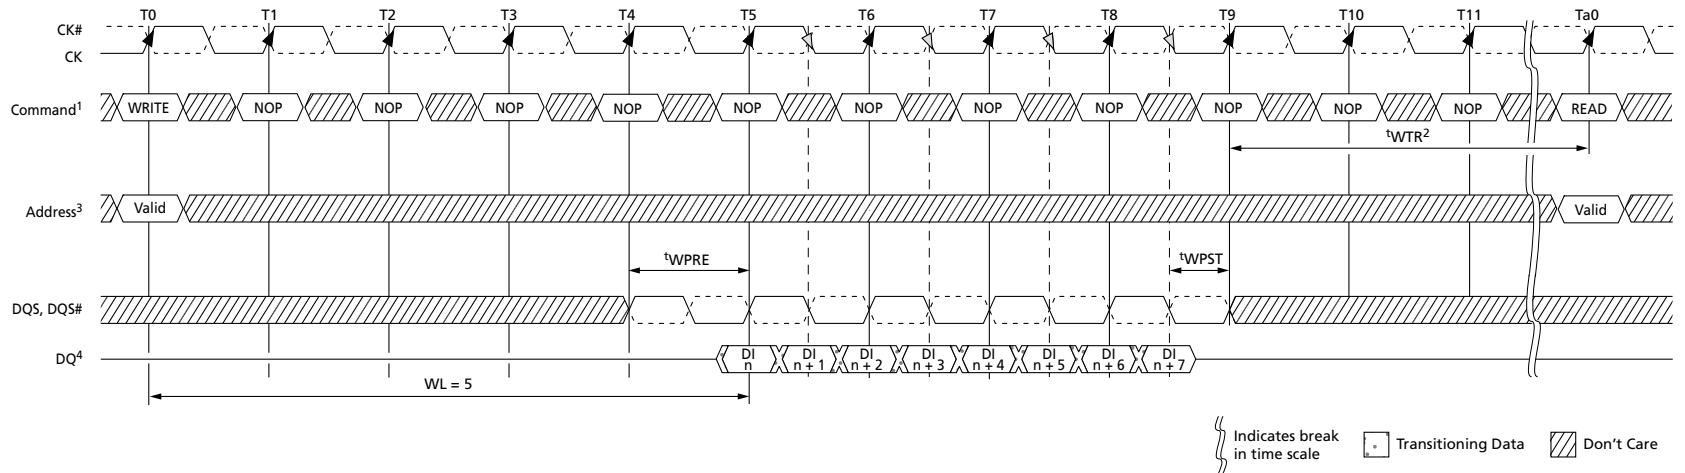 T0 T1 T2 T3 T4 T5 T6 T7 T8 T9 T10 T11 Ta0
CK#
CK
Command1 WRITE NOP NOP NOP NOP NOP NOP NOP NOP NOP NOP NOP READ
tWTR2
Address3 Valid Valid
tWPRE tWPST
DQS, DQS#
DQ4 DI DI DI DI DI DI DI DI
n n + 1 n + 2 n + 3 n + 4 n + 5 n + 6 n + 7
WL = 5
Indicates break
in time scale
Transitioning Data
Don't Care